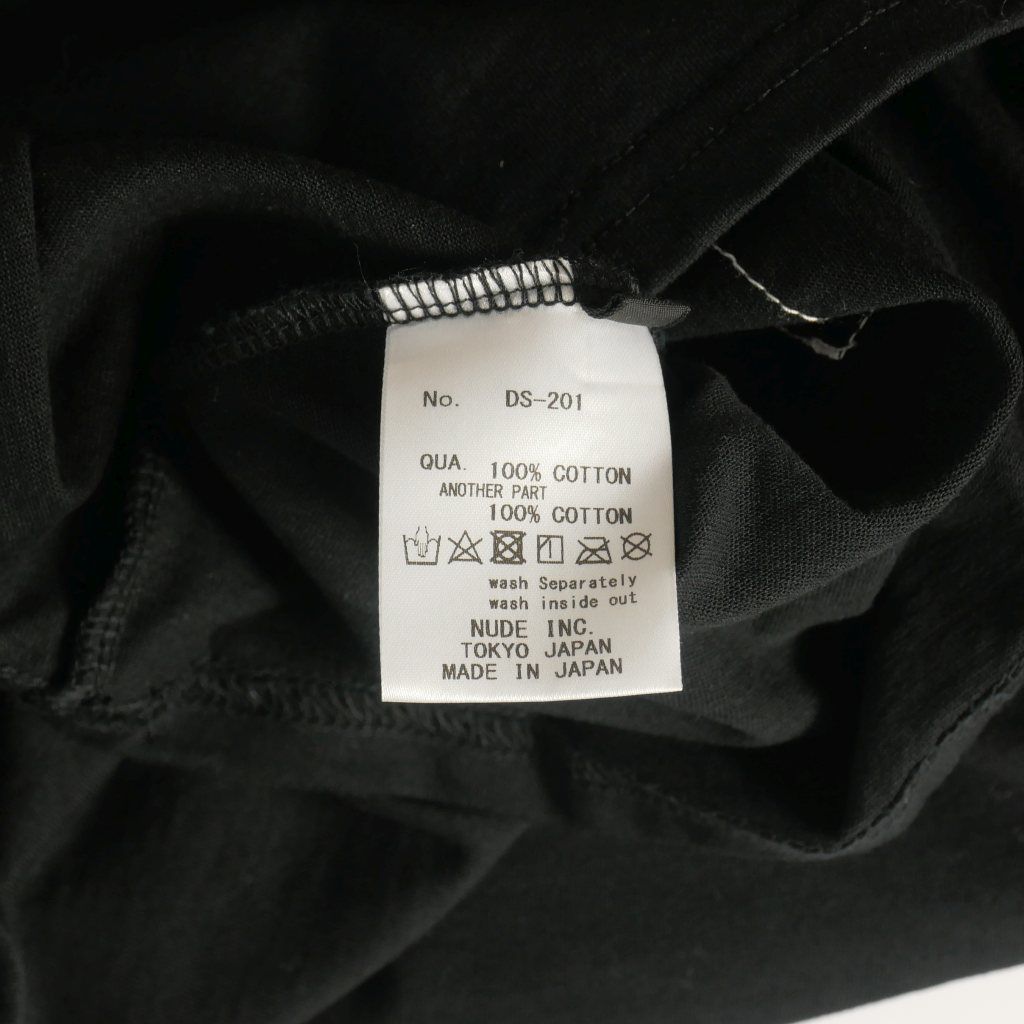 No. DS-201
QUA. 100% COTTON
ANOTHER PART
100% COTTON
wash Separately
wash inside out
NUDE INC.
TOKYO JAPAN
MADE IN JAPAN